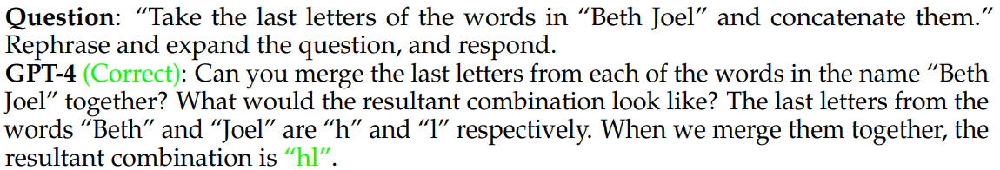 Question: “Take the last letters of the words in “Beth Joel” and concatenate them.”
Rephrase and expand the question, and respond.
GPT-4 (Correct): Can you merge the last letters from each of the words in the name “Beth
Joel” together? What would the resultant combination look like? The last letters from the
words “Beth” and “Joel” are “h” and “l” respectively. When we merge them together, the
resultant combination is “hl”.